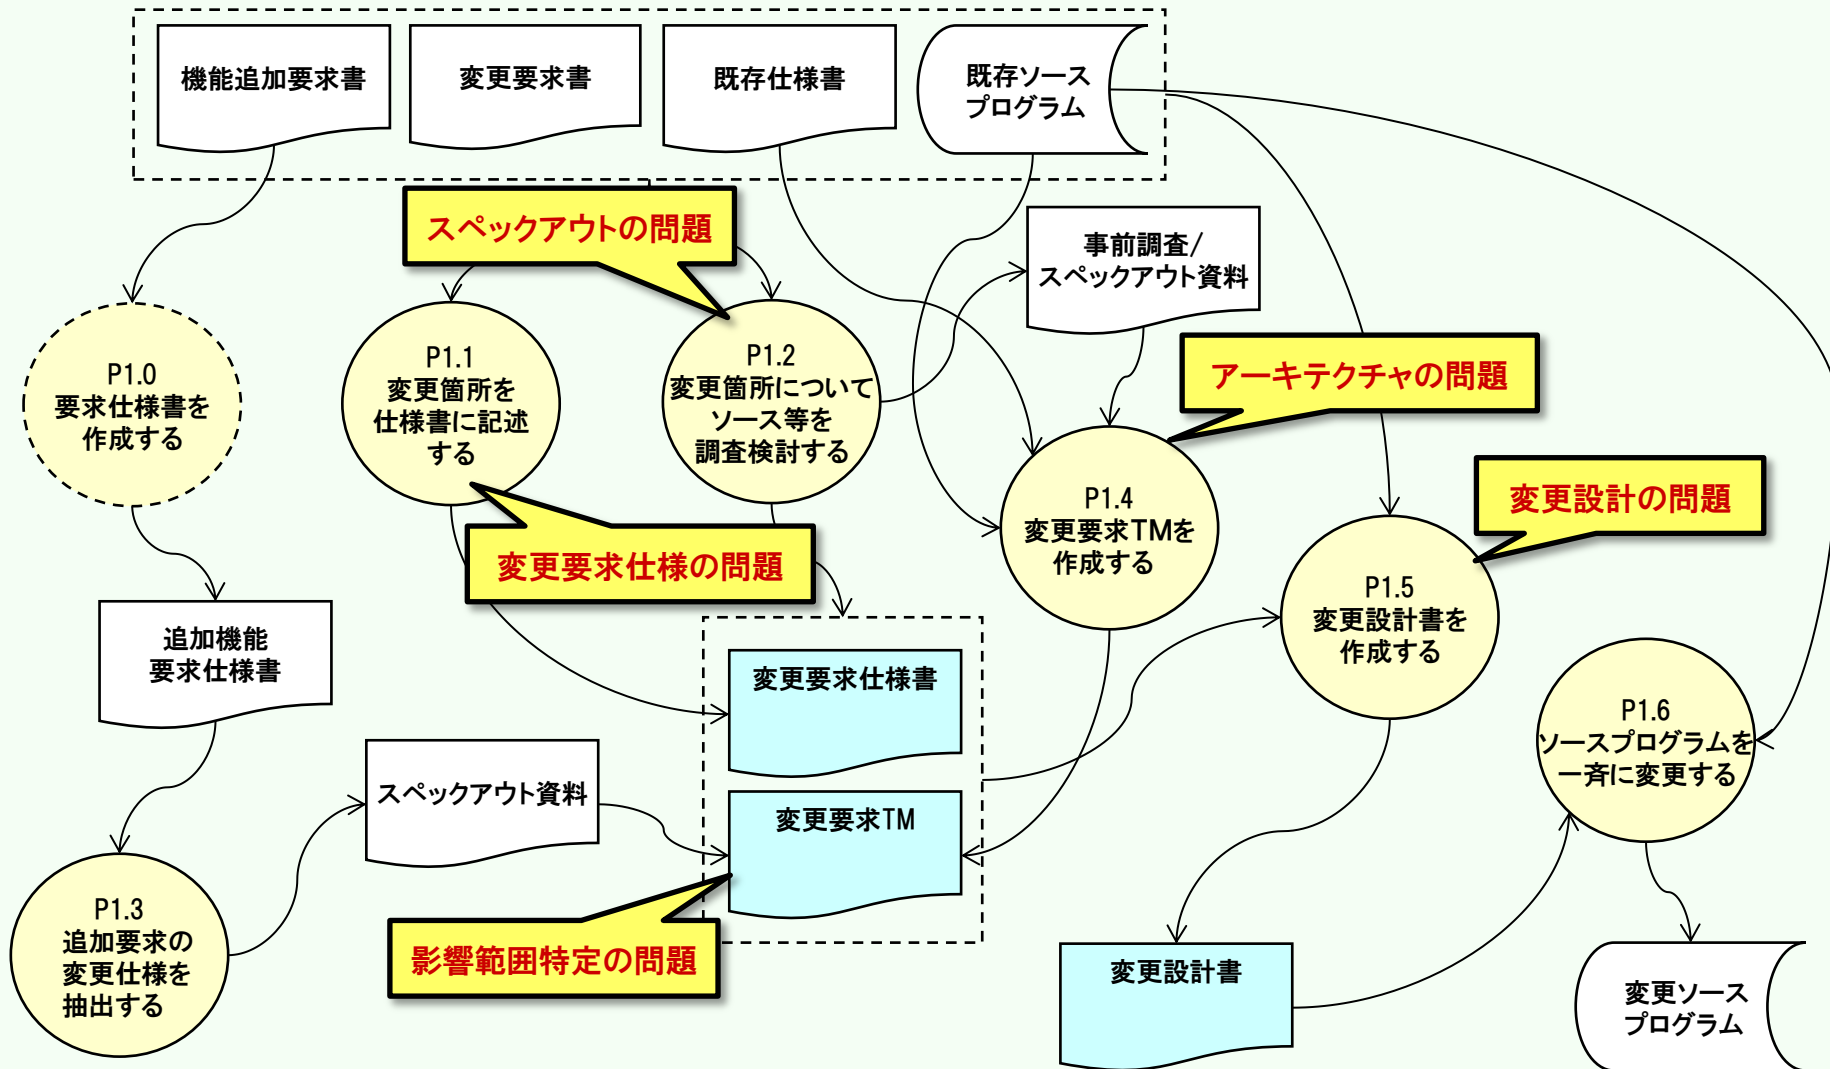 機能追加要求書
変更要求書
既存仕様書
既存ソース
プログラム
スペックアウトの問題
事前調査/
スペックアウト資料
P1.0
要求仕様書を
作成する
P1.1
変更箇所を
仕様書に記述
する
P1.2
変更箇所について
ソース等を
調査検討する
アーキテクチャの問題
P1.4
変更要求TMを
作成する
変更設計の問題
変更要求仕様の問題
P1.5
変更設計書を
作成する
追加機能
要求仕様書
変更要求仕様書
P1.6
ソースプログラムを
一斉に変更する
スペックアウト資料
変更要求TM
P1.3
追加要求の
変更仕様を
抽出する
影響範囲特定の問題
変更設計書
変更ソース
プログラム